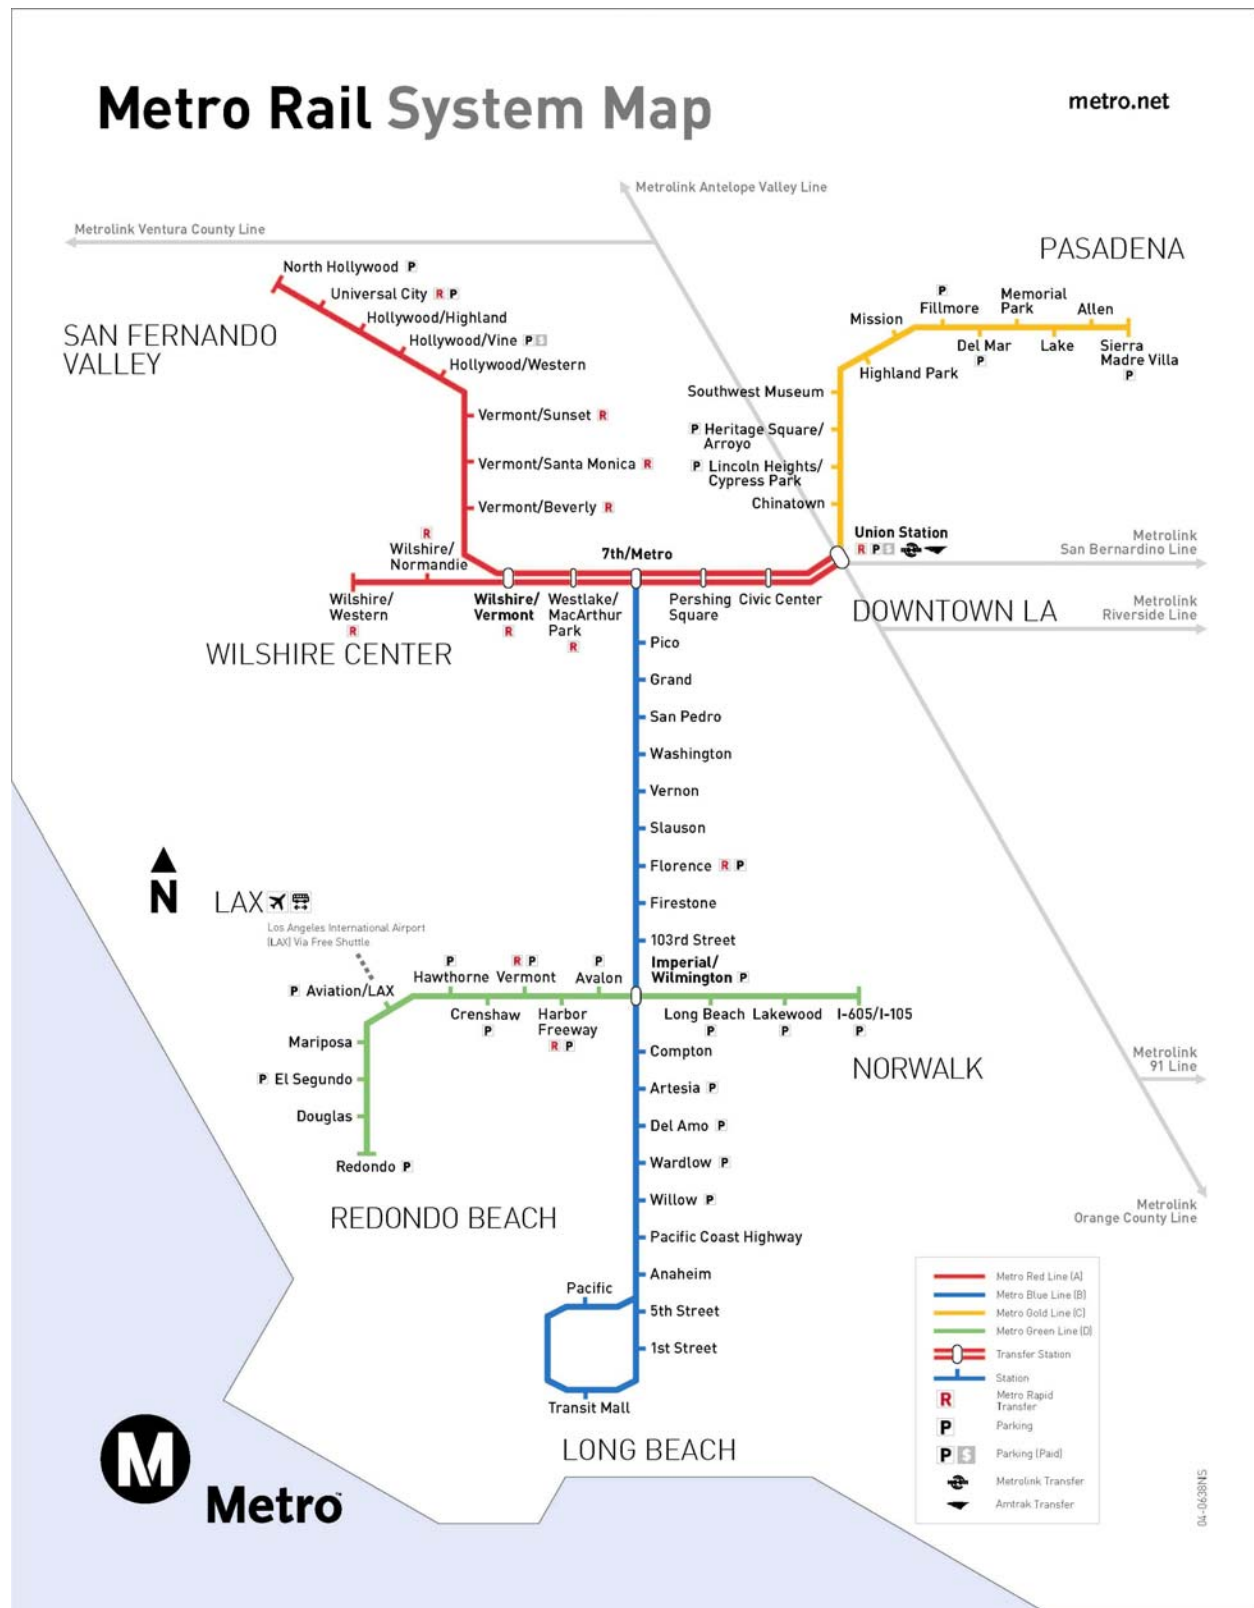 Metro Rail System Map
metro.net
Metrolink Antelope Valley Line
Metrolink Ventura County Line
PASADENA
North Hollywood P
Universal City R P
Hollywood/Highland
Hollywood/Vine P $
Hollywood/Western
SAN FERNANDO
VALLEY
Vermont/Sunset R
Vermont/Santa Monica R
Vermont/Beverly R
P
Fillmore
Memorial
Park
Allen
Mission
Del Mar
P
Lake
Sierra
Madre Villa
P
Highland Park
Southwest Museum
P Heritage Square/
Arroyo
P Lincoln Heights/
Cypress Park
Chinatown
Union Station
R P $
Metrolink
San Bernardino Line
R
Wilshire/
Normandie
7th/Metro
Wilshire/
Western
R
Wilshire/
Vermont
R
Westlake/
MacArthur
Park
R
Pershing
Square
Civic Center
DOWNTOWN LA
Metrolink
Riverside Line
WILSHIRE CENTER
Pico
Grand
San Pedro
Washington
Vernon
Slauson
Florence R P
Firestone
103rd Street
Imperial/
Wilmington P
N
LAX
Los Angeles International Airport
(LAX) Via Free Shuttle
P Aviation/LAX
P
Hawthorne
R P
Vermont
P
Avalon
Crenshaw
P
Harbor
Freeway
R P
Long Beach
P
Lakewood
P
I-605/I-105
P
Mariposa
P El Segundo
Douglas
Redondo P
REDONDO BEACH
NORWALK
Metrolink
91 Line
Compton
Artesia P
Del Amo P
Wardlow P
Willow P
Pacific Coast Highway
Anaheim
5th Street
1st Street
Pacific
Transit Mall
LONG BEACH
Metrolink
Orange County Line
Metro Red Line (A)
Metro Blue Line (B)
Metro Gold Line (C)
Metro Green Line (D)
Transfer Station
Station
R Metro Rapid
Transfer
P Parking
P $ Parking (Paid)
Metrolink Transfer
Amtrak Transfer
04-0638NS
M
Metro™